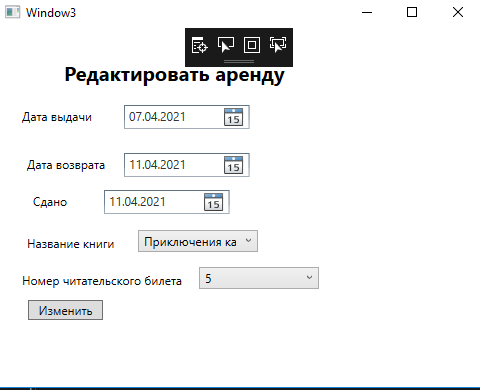 Window3
Редактировать аренду
Дата выдачи 07.04.2021 15
Дата возврата 11.04.2021 15
Сдано 11.04.2021 15
Название книги Приключения ка
Номер читательского билета 5
Изменить